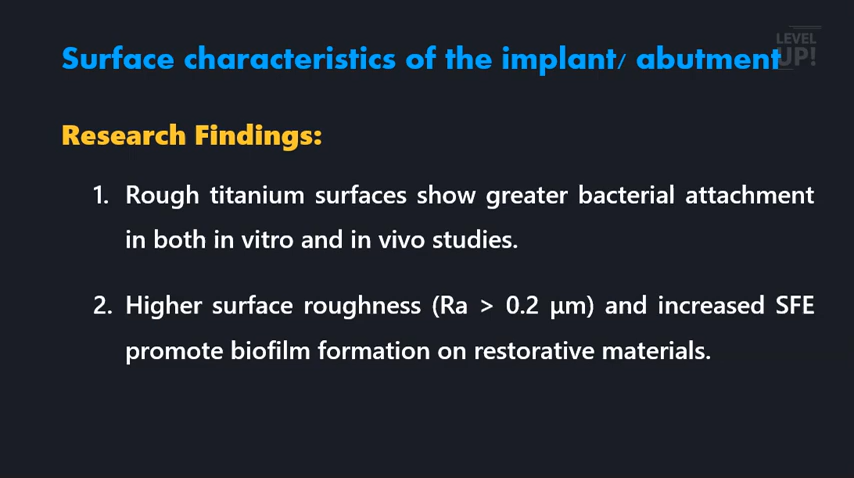 Surface characteristics of the implant/ abutment
LEVEL
UP!
Research Findings:
1. Rough titanium surfaces show greater bacterial attachment
in both in vitro and in vivo studies.
2. Higher surface roughness (Ra > 0.2 µm) and increased SFE
promote biofilm formation on restorative materials.